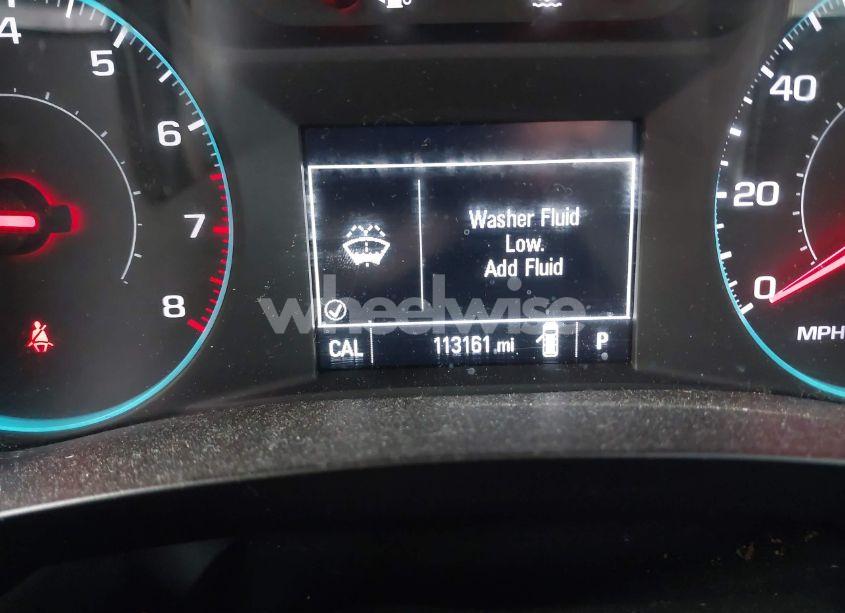 4
5
6
7
8
40
20
0
MPH
Washer Fluid
Low.
Add Fluid
wheelwise
CAL 113161 mi P